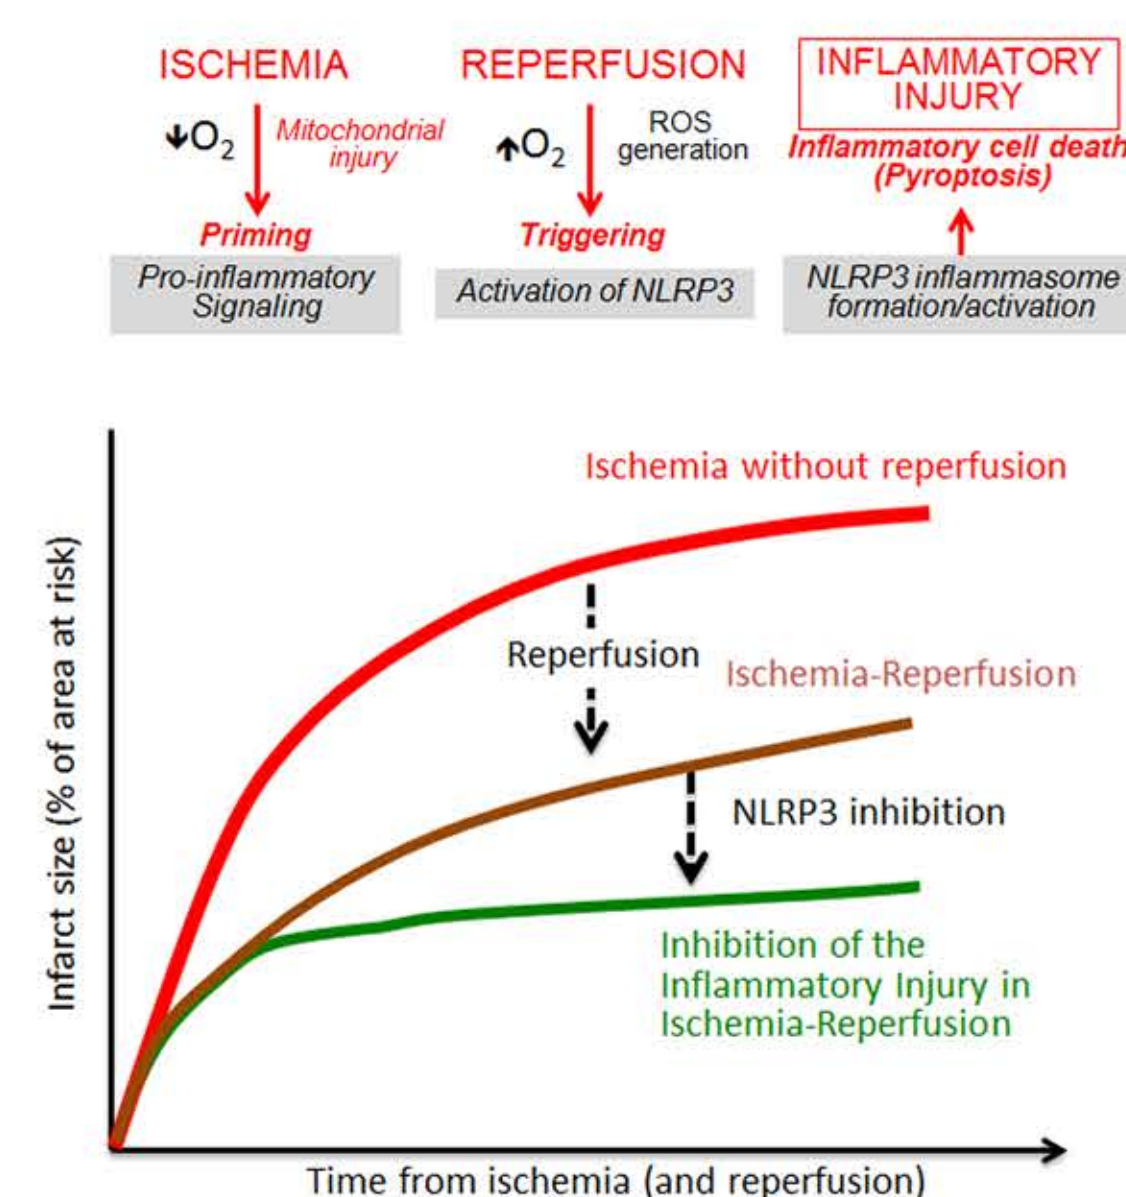 ISCHEMIA
↓O₂
Mitochondrial
injury
Priming
Pro-inflammatory
Signaling
REPERFUSION
↑O₂
ROS
generation
Triggering
Activation of NLRP3
INFLAMMATORY
INJURY
Inflammatory cell death
(Pyroptosis)
NLRP3 inflammasome
formation/activation
Infarct size (% of area at risk)
Ischemia without reperfusion
Reperfusion
Ischemia-Reperfusion
NLRP3 inhibition
Inhibition of the
Inflammatory Injury in
Ischemia-Reperfusion
Time from ischemia (and reperfusion)